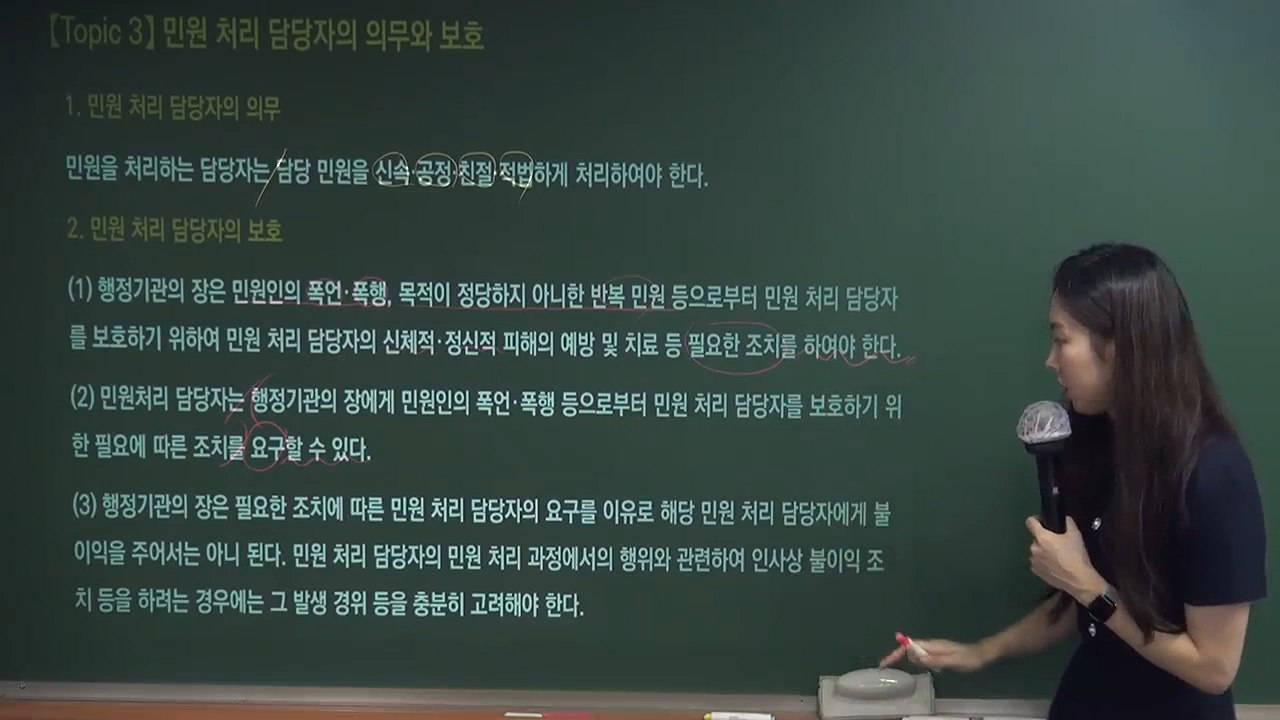 【Topic 3】 민원 처리 담당자의 의무와 보호
1. 민원 처리 담당자의 의무
민원을 처리하는 담당자는 담당 민원을 신속·공정·친절·적법하게 처리하여야 한다.
2. 민원 처리 담당자의 보호
(1) 행정기관의 장은 민원인의 폭언·폭행, 목적이 정당하지 아니한 반복 민원 등으로부터 민원 처리 담당자
를 보호하기 위하여 민원 처리 담당자의 신체적·정신적 피해의 예방 및 치료 등 필요한 조치를 하여야 한다.
(2) 민원처리 담당자는 행정기관의 장에게 민원인의 폭언·폭행 등으로부터 민원 처리 담당자를 보호하기 위
한 필요에 따른 조치를 요구할 수 있다.
(3) 행정기관의 장은 필요한 조치에 따른 민원 처리 담당자의 요구를 이유로 해당 민원 처리 담당자에게 불
이익을 주어서는 아니 된다. 민원 처리 담당자의 민원 처리 과정에서의 행위와 관련하여 인사상 불이익 조
치 등을 하려는 경우에는 그 발생 경위 등을 충분히 고려해야 한다.